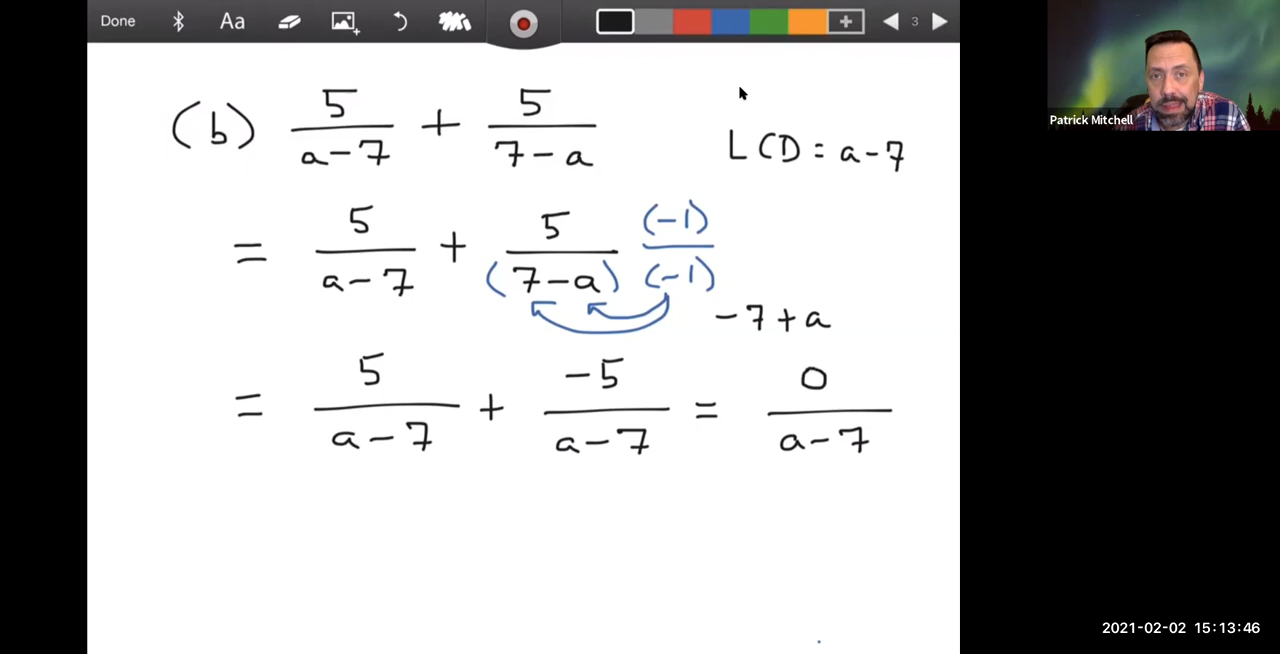 Done Aa 3
(b) 5/(a-7) + 5/(7-a) LCD = a-7
= 5/(a-7) + 5/(7-a) (-1)/(-1)
-7+a
= 5/(a-7) + -5/(a-7) = 0/(a-7)
Patrick Mitchell
2021-02-02 15:13:46